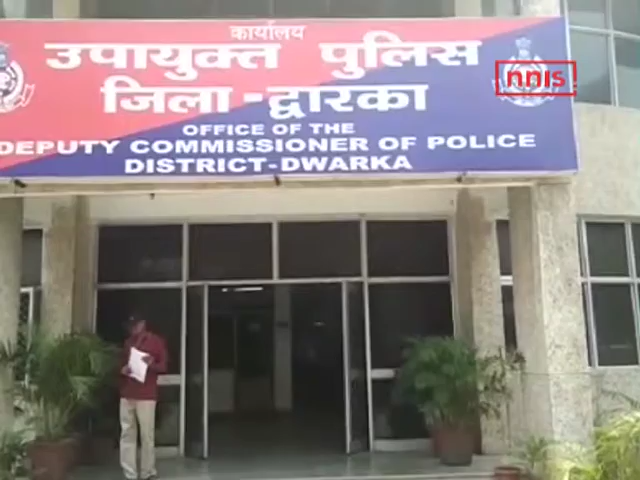 कार्यालय
उपायुक्त पुलिस
जिला - द्वारका
OFFICE OF THE
DEPUTY COMMISSIONER OF POLICE
DISTRICT-DWARKA
nnis